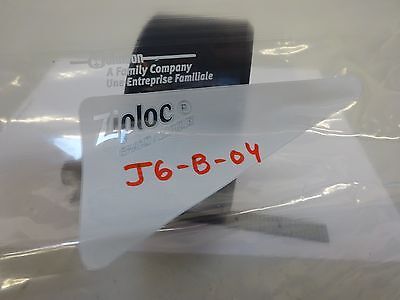 A Family Company
Une Entreprise Familiale
Ziploc
J6-B-04